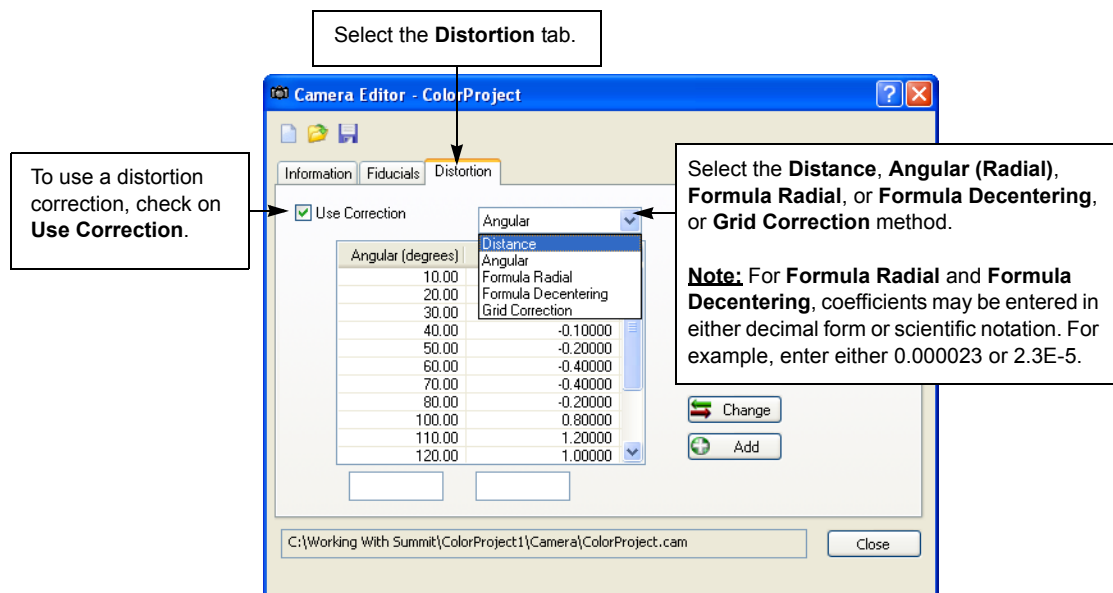 Select the Distortion tab.
Camera Editor - ColorProject
To use a distortion
correction, check on
Use Correction.
Information Fiducials Distortion
Use Correction
Angular
Distance
Angular
Formula Radial
Formula Decentering
Grid Correction
Angular (degrees)
10.00
20.00
30.00
40.00 -0.10000
50.00 -0.20000
60.00 -0.40000
70.00 -0.40000
80.00 -0.20000
100.00 0.80000
110.00 1.20000
120.00 1.00000
Select the Distance, Angular (Radial),
Formula Radial, or Formula Decentering,
or Grid Correction method.
Note: For Formula Radial and Formula
Decentering, coefficients may be entered in
either decimal form or scientific notation. For
example, enter either 0.000023 or 2.3E-5.
Change
Add
C:\Working With Summit\ColorProject1\Camera\ColorProject.cam
Close